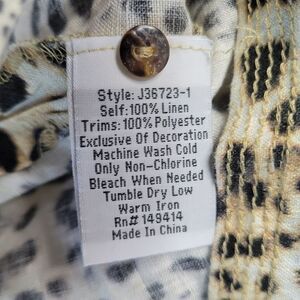 Style: J36723-1
Self:100% Linen
Trims:100% Polyester
Exclusive Of Decoration
Machine Wash Cold
Only Non-Chlorine
Bleach When Needed
Tumble Dry Low
Warm Iron
Rn# 149414
Made In China